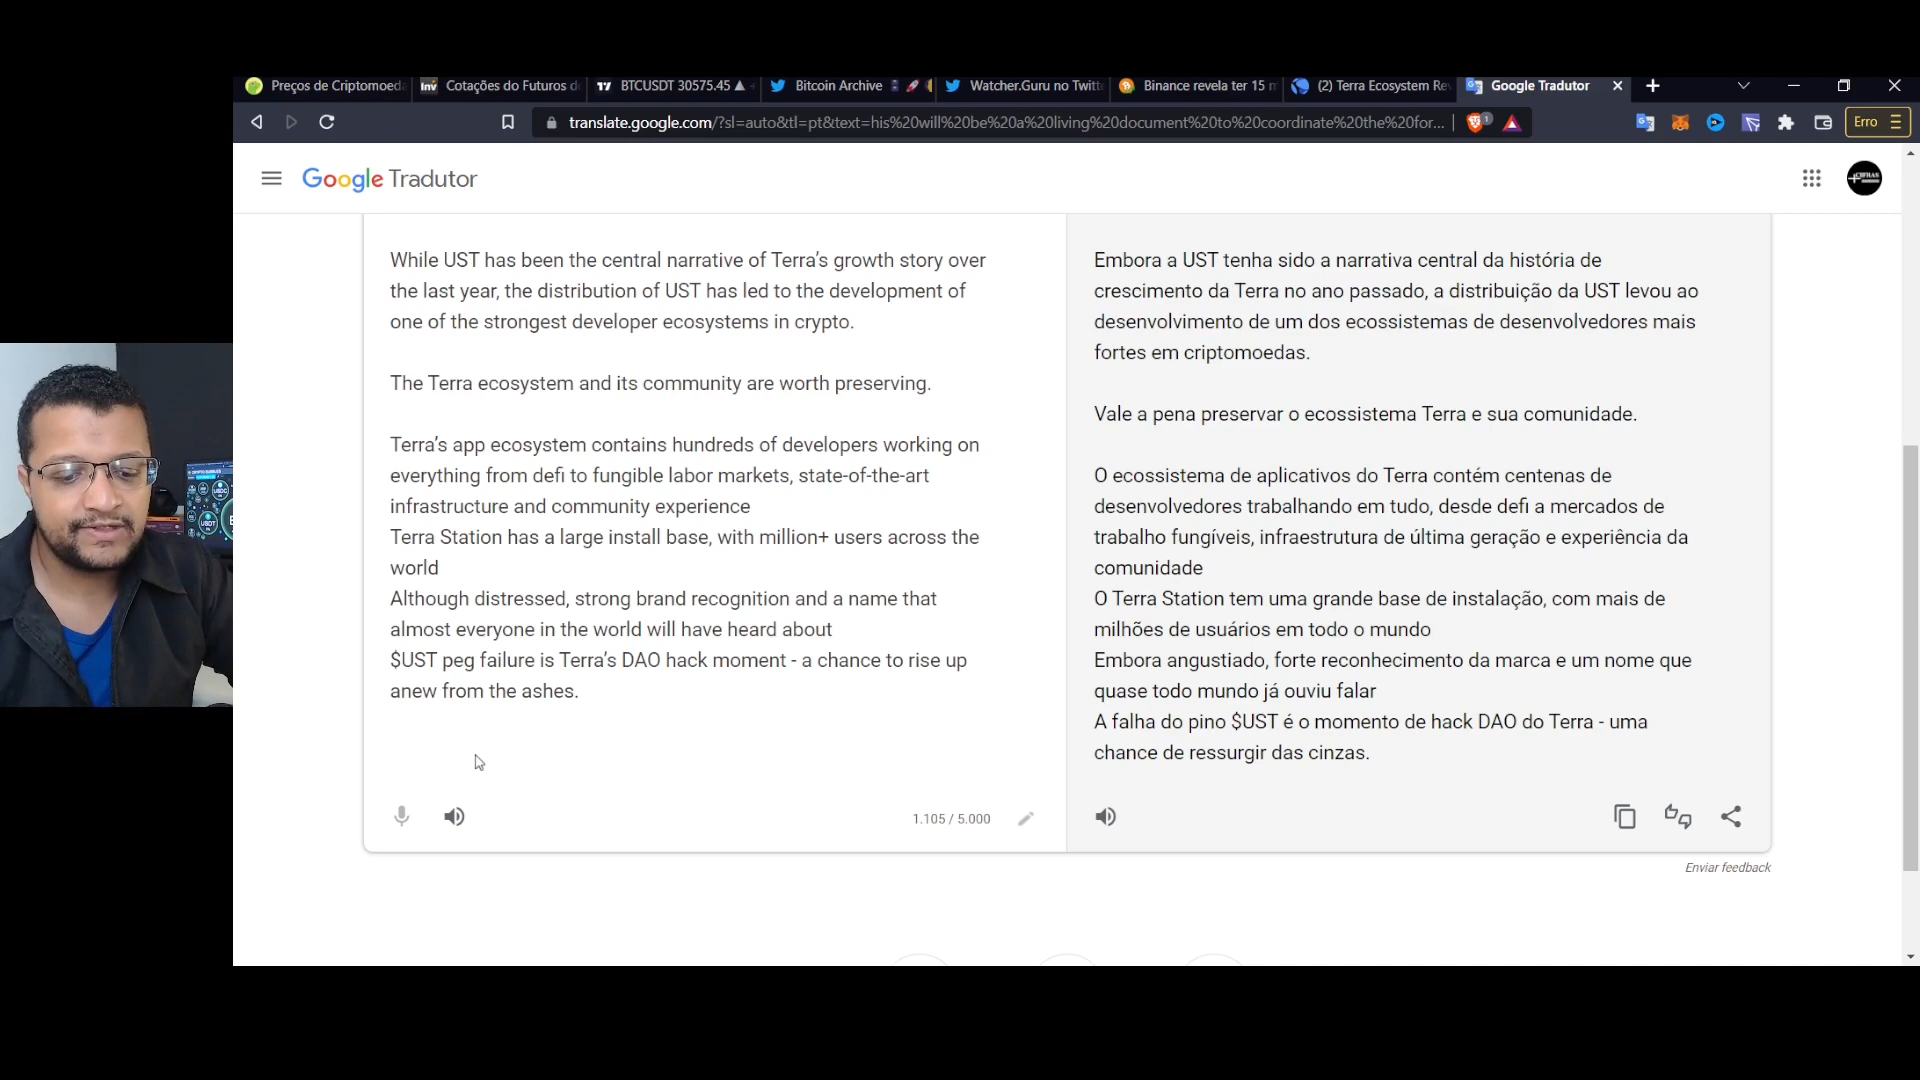 Preços de Criptomoeda
Inv Cotações do Futuros d
BTCUSDT 30575.45
Bitcoin Archive
Watcher.Guru no Twitt
Binance revela ter 15 m
(2) Terra Ecosystem Re
Google Tradutor
translate.google.com/?sl=auto&tl=pt&text=his%20will%20be%20a%20living%20document%20to%20coordinate%20the%20for...
1
Erro
Google Tradutor
+CIFRAS
While UST has been the central narrative of Terra’s growth story over
the last year, the distribution of UST has led to the development of
one of the strongest developer ecosystems in crypto.
The Terra ecosystem and its community are worth preserving.
Terra’s app ecosystem contains hundreds of developers working on
everything from defi to fungible labor markets, state-of-the-art
infrastructure and community experience
Terra Station has a large install base, with million+ users across the
world
Although distressed, strong brand recognition and a name that
almost everyone in the world will have heard about
$UST peg failure is Terra’s DAO hack moment - a chance to rise up
anew from the ashes.
1.105 / 5.000
Embora a UST tenha sido a narrativa central da história de
crescimento da Terra no ano passado, a distribuição da UST levou ao
desenvolvimento de um dos ecossistemas de desenvolvedores mais
fortes em criptomoedas.
Vale a pena preservar o ecossistema Terra e sua comunidade.
O ecossistema de aplicativos do Terra contém centenas de
desenvolvedores trabalhando em tudo, desde defi a mercados de
trabalho fungíveis, infraestrutura de última geração e experiência da
comunidade
O Terra Station tem uma grande base de instalação, com mais de
milhões de usuários em todo o mundo
Embora angustiado, forte reconhecimento da marca e um nome que
quase todo mundo já ouviu falar
A falha do pino $UST é o momento de hack DAO do Terra - uma
chance de ressurgir das cinzas.
Enviar feedback